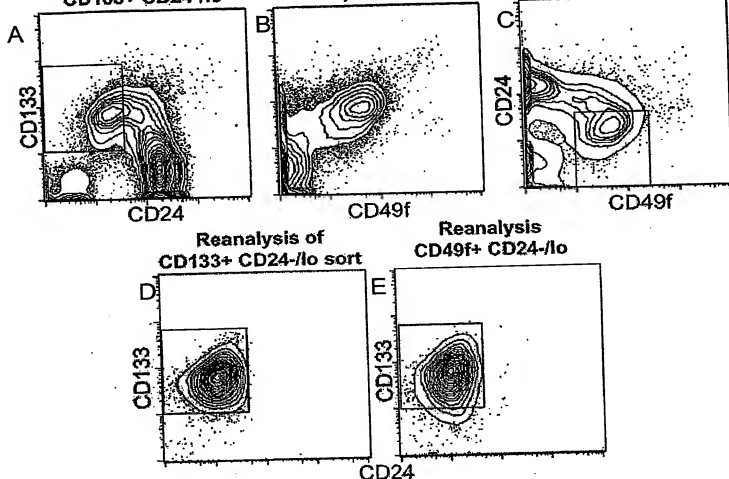 A
B
C
CD133
CD24
CD24
CD49f
CD49f
Reanalysis of
CD133+ CD24-/lo sort
Reanalysis
CD49f+ CD24-/lo
D
E
CD133
CD133
CD24